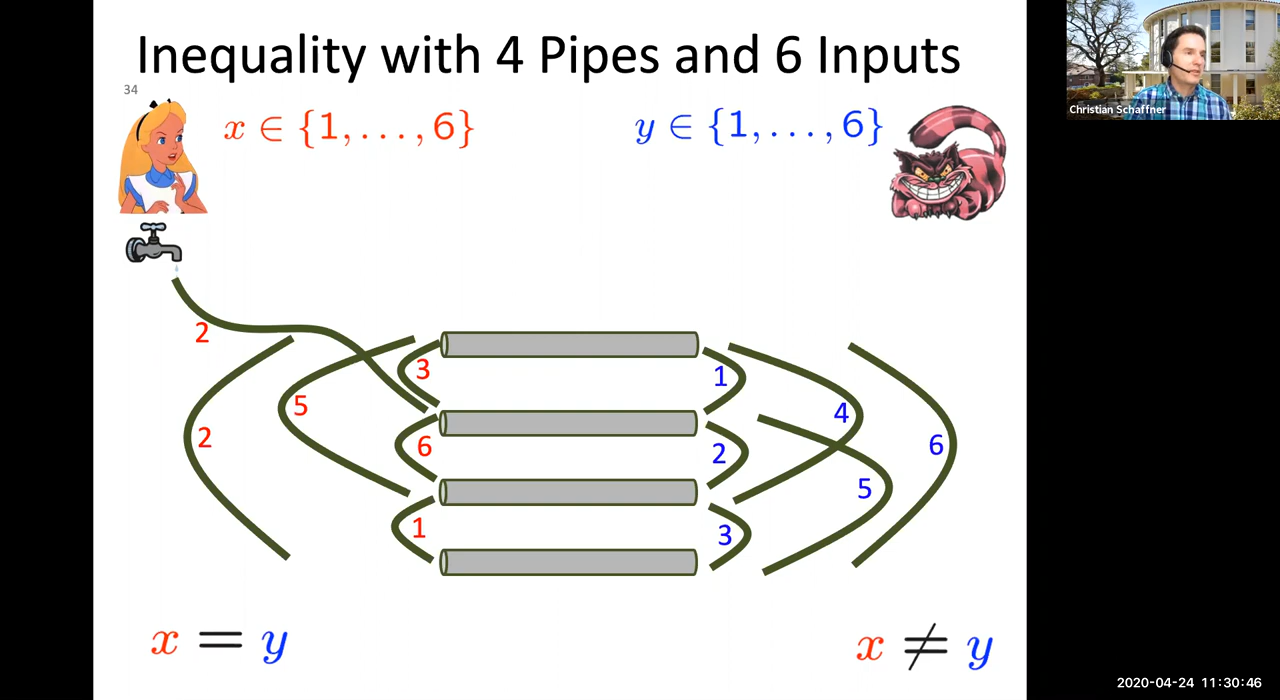 Inequality with 4 Pipes and 6 Inputs
34
x ∈ {1, . . . , 6}
y ∈ {1, . . . , 6}
Christian Schaffner
2
3
5
6
2
1
1
4
2
6
5
3
x = y
x ≠ y
2020-04-24 11:30:46